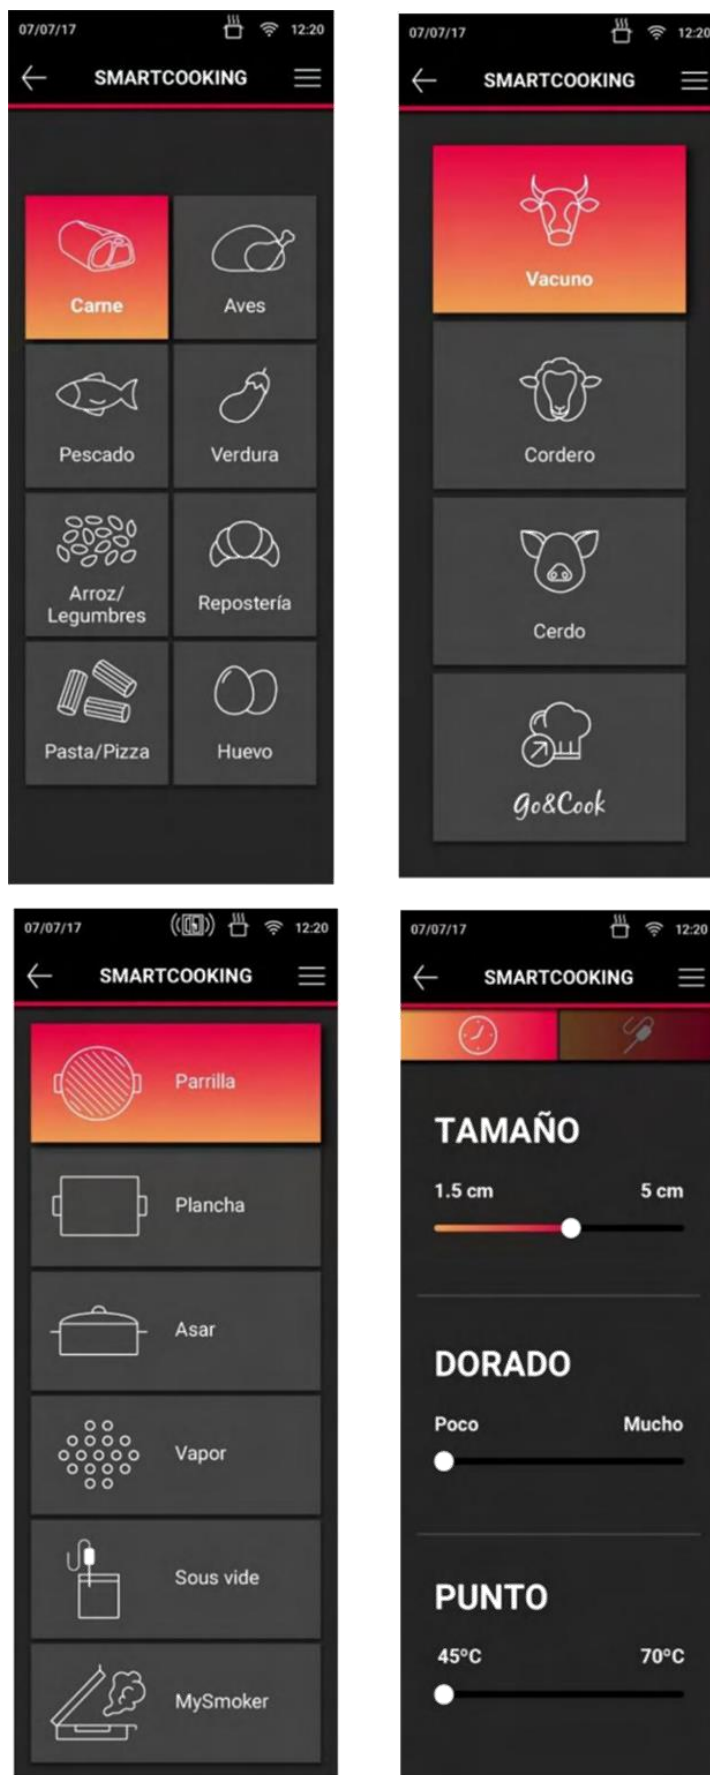 07/07/17 12:20
SMARTCOOKING
Carne
Aves
Pescado
Verdura
Arroz/
Legumbres
Repostería
Pasta/Pizza
Huevo
07/07/17 12:20
SMARTCOOKING
Vacuno
Cordero
Cerdo
Go&Cook
07/07/17 12:20
SMARTCOOKING
Parrilla
Plancha
Asar
Vapor
Sous vide
MySmoker
07/07/17 12:20
SMARTCOOKING
TAMAÑO
1.5 cm 5 cm
DORADO
Poco Mucho
PUNTO
45ºC 70ºC